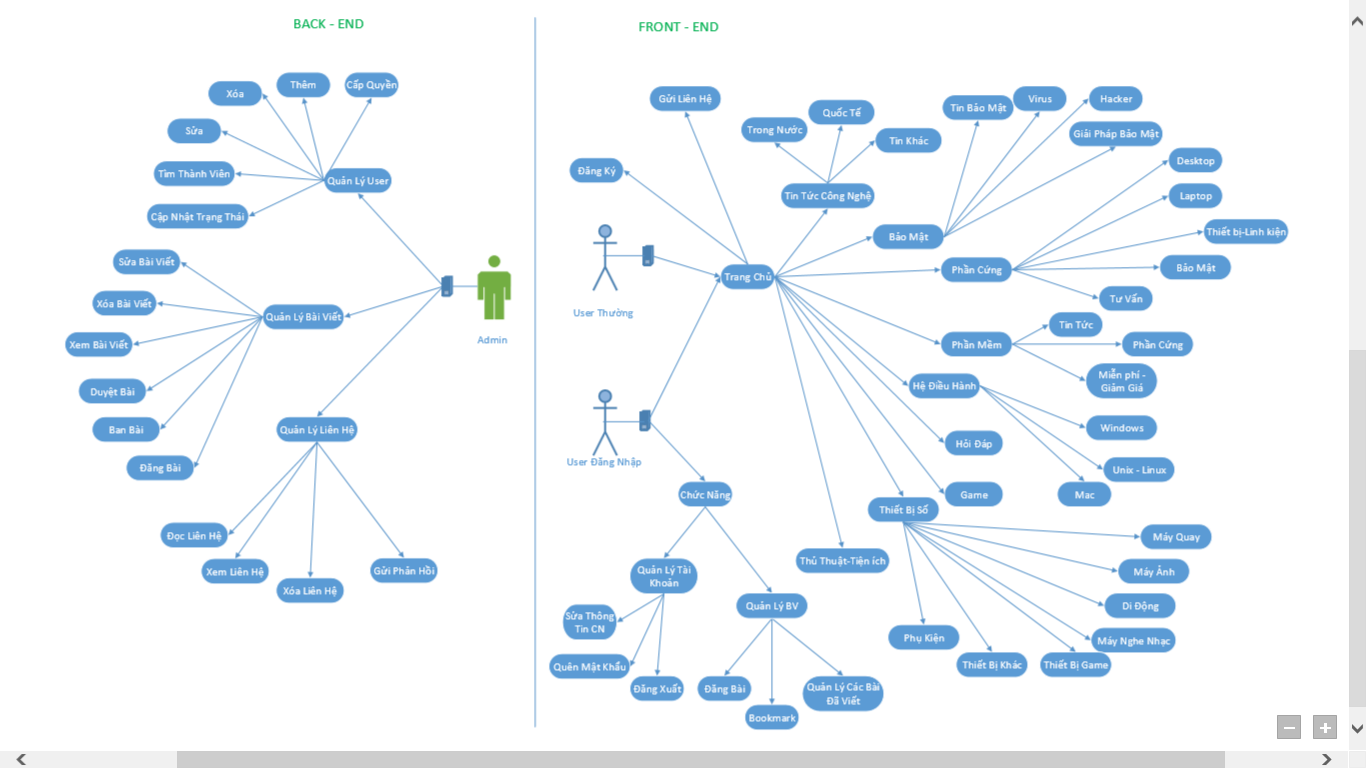 BACK - END
FRONT - END
Xóa
Thêm
Cấp Quyền
Sửa
Tìm Thành Viên
Quản Lý User
Cập Nhật Trạng Thái
Sửa Bài Viết
Xóa Bài Viết
Quản Lý Bài Viết
Xem Bài Viết
Admin
Duyệt Bài
Ban Bài
Đăng Bài
Quản Lý Liên Hệ
Đọc Liên Hệ
Xem Liên Hệ
Xóa Liên Hệ
Gửi Phản Hồi
Gửi Liên Hệ
Đăng Ký
Trong Nước
Quốc Tế
Tin Khác
Tin Tức Công Nghệ
Tin Bảo Mật
Virus
Hacker
Giải Pháp Bảo Mật
Desktop
Laptop
Bảo Mật
Thiết bị-Linh kiện
Phần Cứng
Bảo Mật
Trang Chủ
Tư Vấn
User Thường
Tin Tức
Phần Mềm
Phần Cứng
Miễn phí -
Giảm Giá
Hệ Điều Hành
Windows
Unix - Linux
Mac
Hỏi Đáp
Game
User Đăng Nhập
Chức Năng
Thiết Bị Số
Máy Quay
Máy Ảnh
Di Động
Máy Nghe Nhạc
Thiết Bị Game
Thiết Bị Khác
Phụ Kiện
Thủ Thuật-Tiện ích
Quản Lý Tài
Khoản
Quản Lý BV
Sửa Thông
Tin CN
Quên Mật Khẩu
Đăng Xuất
Đăng Bài
Bookmark
Quản Lý Các Bài
Đã Viết